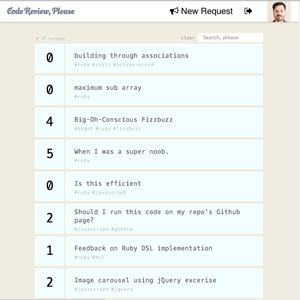 Code Review, Please
New Request
# of reviews
clear
Search, please
0
building through associations
#ruby #rails #activerecord
0
maximum sub array
#ruby
4
Big-Oh-Conscious Fizzbuzz
#bigoh #ruby #fizzbuzz
5
When I was a super noob.
#ruby
0
Is this efficient
#ruby #javascript
2
Should I run this code on my repo's Github
page?
#javascript #github
1
Feedback on Ruby DSL implementation
#ruby #dsl
2
Image carousel using jQuery excerise
#javascript #jquery